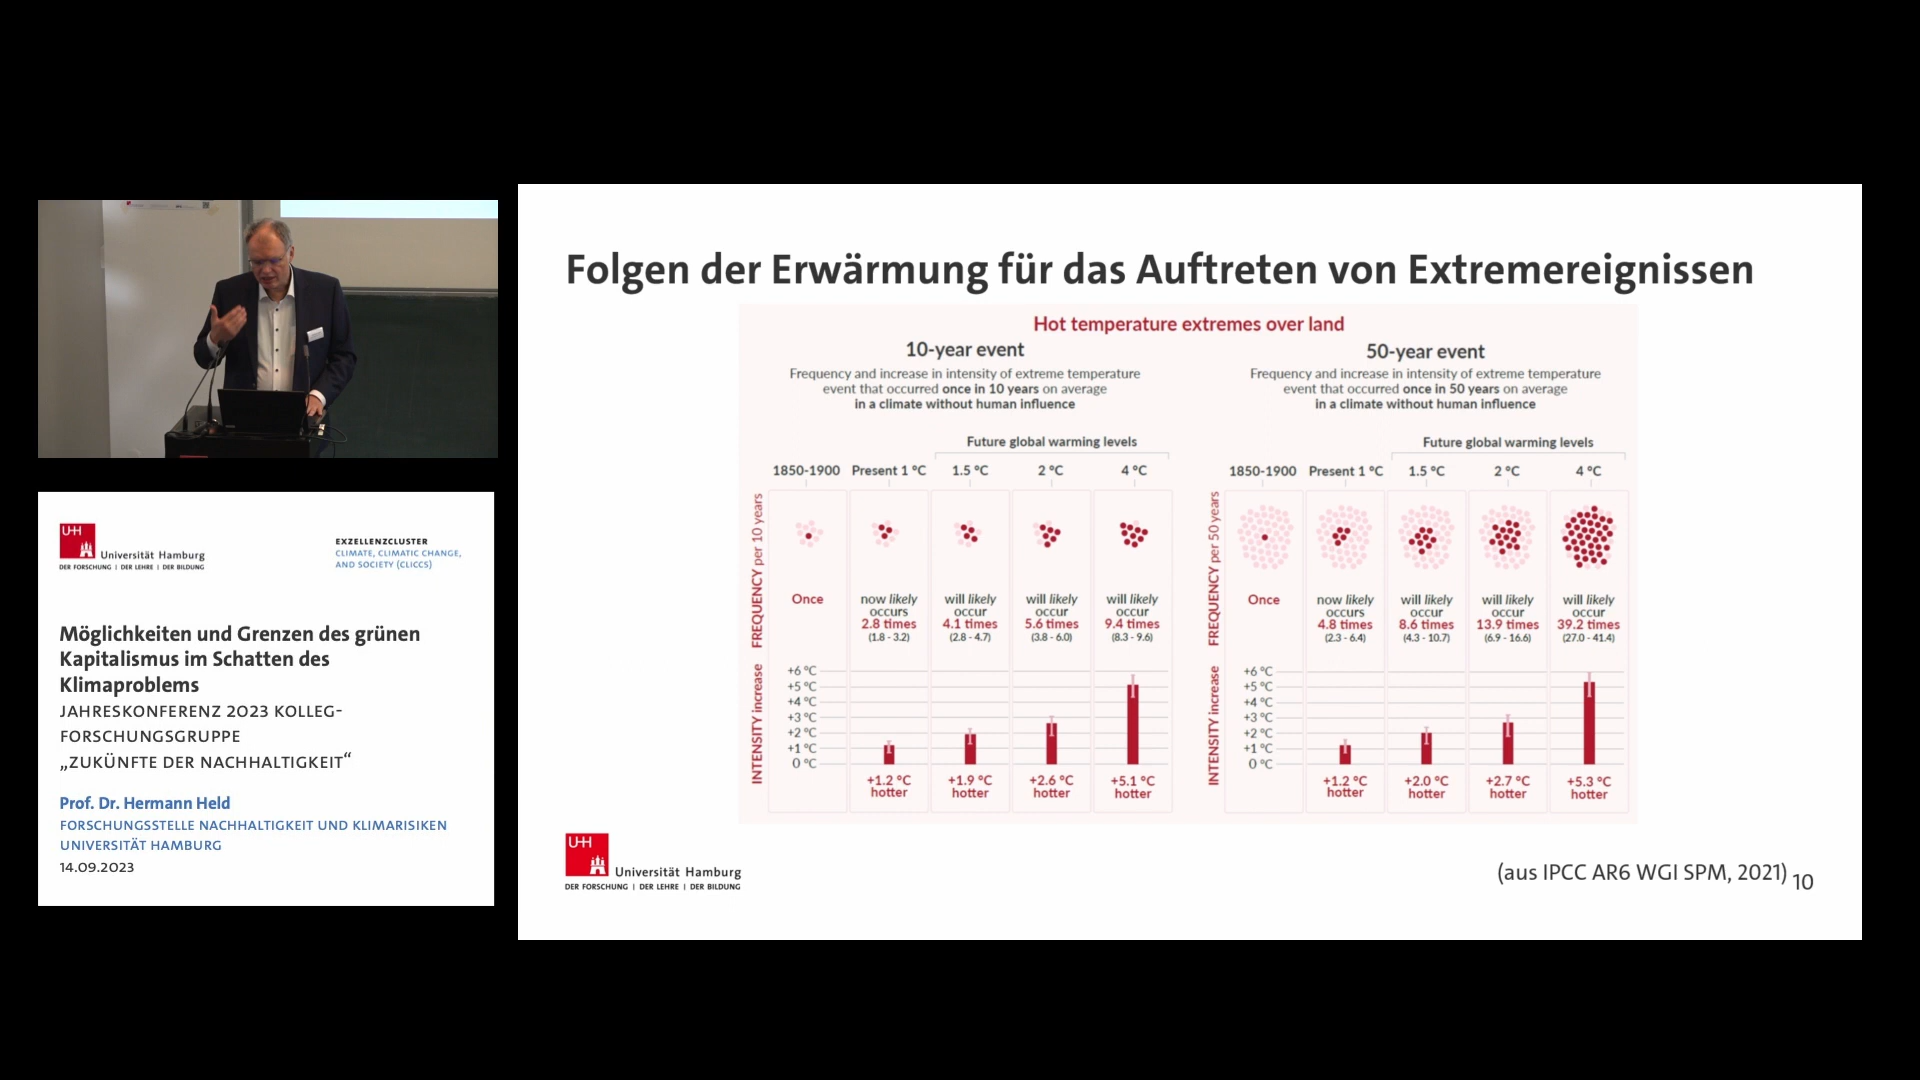 U+H
Universität Hamburg
DER FORSCHUNG | DER LEHRE | DER BILDUNG
EXZELLENZCLUSTER
CLIMATE, CLIMATIC CHANGE,
AND SOCIETY (CLICCS)
Möglichkeiten und Grenzen des grünen
Kapitalismus im Schatten des
Klimaproblems
JAHRESKONFERENZ 2023 KOLLEG-
FORSCHUNGSGRUPPE
„ZUKÜNFTE DER NACHHALTIGKEIT“
Prof. Dr. Hermann Held
FORSCHUNGSSTELLE NACHHALTIGKEIT UND KLIMARISIKEN
UNIVERSITÄT HAMBURG
14.09.2023
Folgen der Erwärmung für das Auftreten von Extremereignissen
Hot temperature extremes over land
10-year event
Frequency and increase in intensity of extreme temperature
event that occurred once in 10 years on average
in a climate without human influence
Future global warming levels
1850-1900 Present 1 °C 1.5 °C 2 °C 4 °C
FREQUENCY per 10 years
Once
now likely occurs 2.8 times (1.8 - 3.2)
will likely occur 4.1 times (2.8 - 4.7)
will likely occur 5.6 times (3.8 - 6.0)
will likely occur 9.4 times (8.3 - 9.6)
INTENSITY increase
+6 °C
+5 °C
+4 °C
+3 °C
+2 °C
+1 °C
0 °C
+1.2 °C hotter
+1.9 °C hotter
+2.6 °C hotter
+5.1 °C hotter
50-year event
Frequency and increase in intensity of extreme temperature
event that occurred once in 50 years on average
in a climate without human influence
Future global warming levels
1850-1900 Present 1 °C 1.5 °C 2 °C 4 °C
FREQUENCY per 50 years
Once
now likely occurs 4.8 times (2.3 - 6.4)
will likely occur 8.6 times (4.3 - 10.7)
will likely occur 13.9 times (6.9 - 16.6)
will likely occur 39.2 times (27.0 - 41.4)
INTENSITY increase
+6 °C
+5 °C
+4 °C
+3 °C
+2 °C
+1 °C
0 °C
+1.2 °C hotter
+2.0 °C hotter
+2.7 °C hotter
+5.3 °C hotter
U+H
Universität Hamburg
DER FORSCHUNG | DER LEHRE | DER BILDUNG
(aus IPCC AR6 WGI SPM, 2021) 10